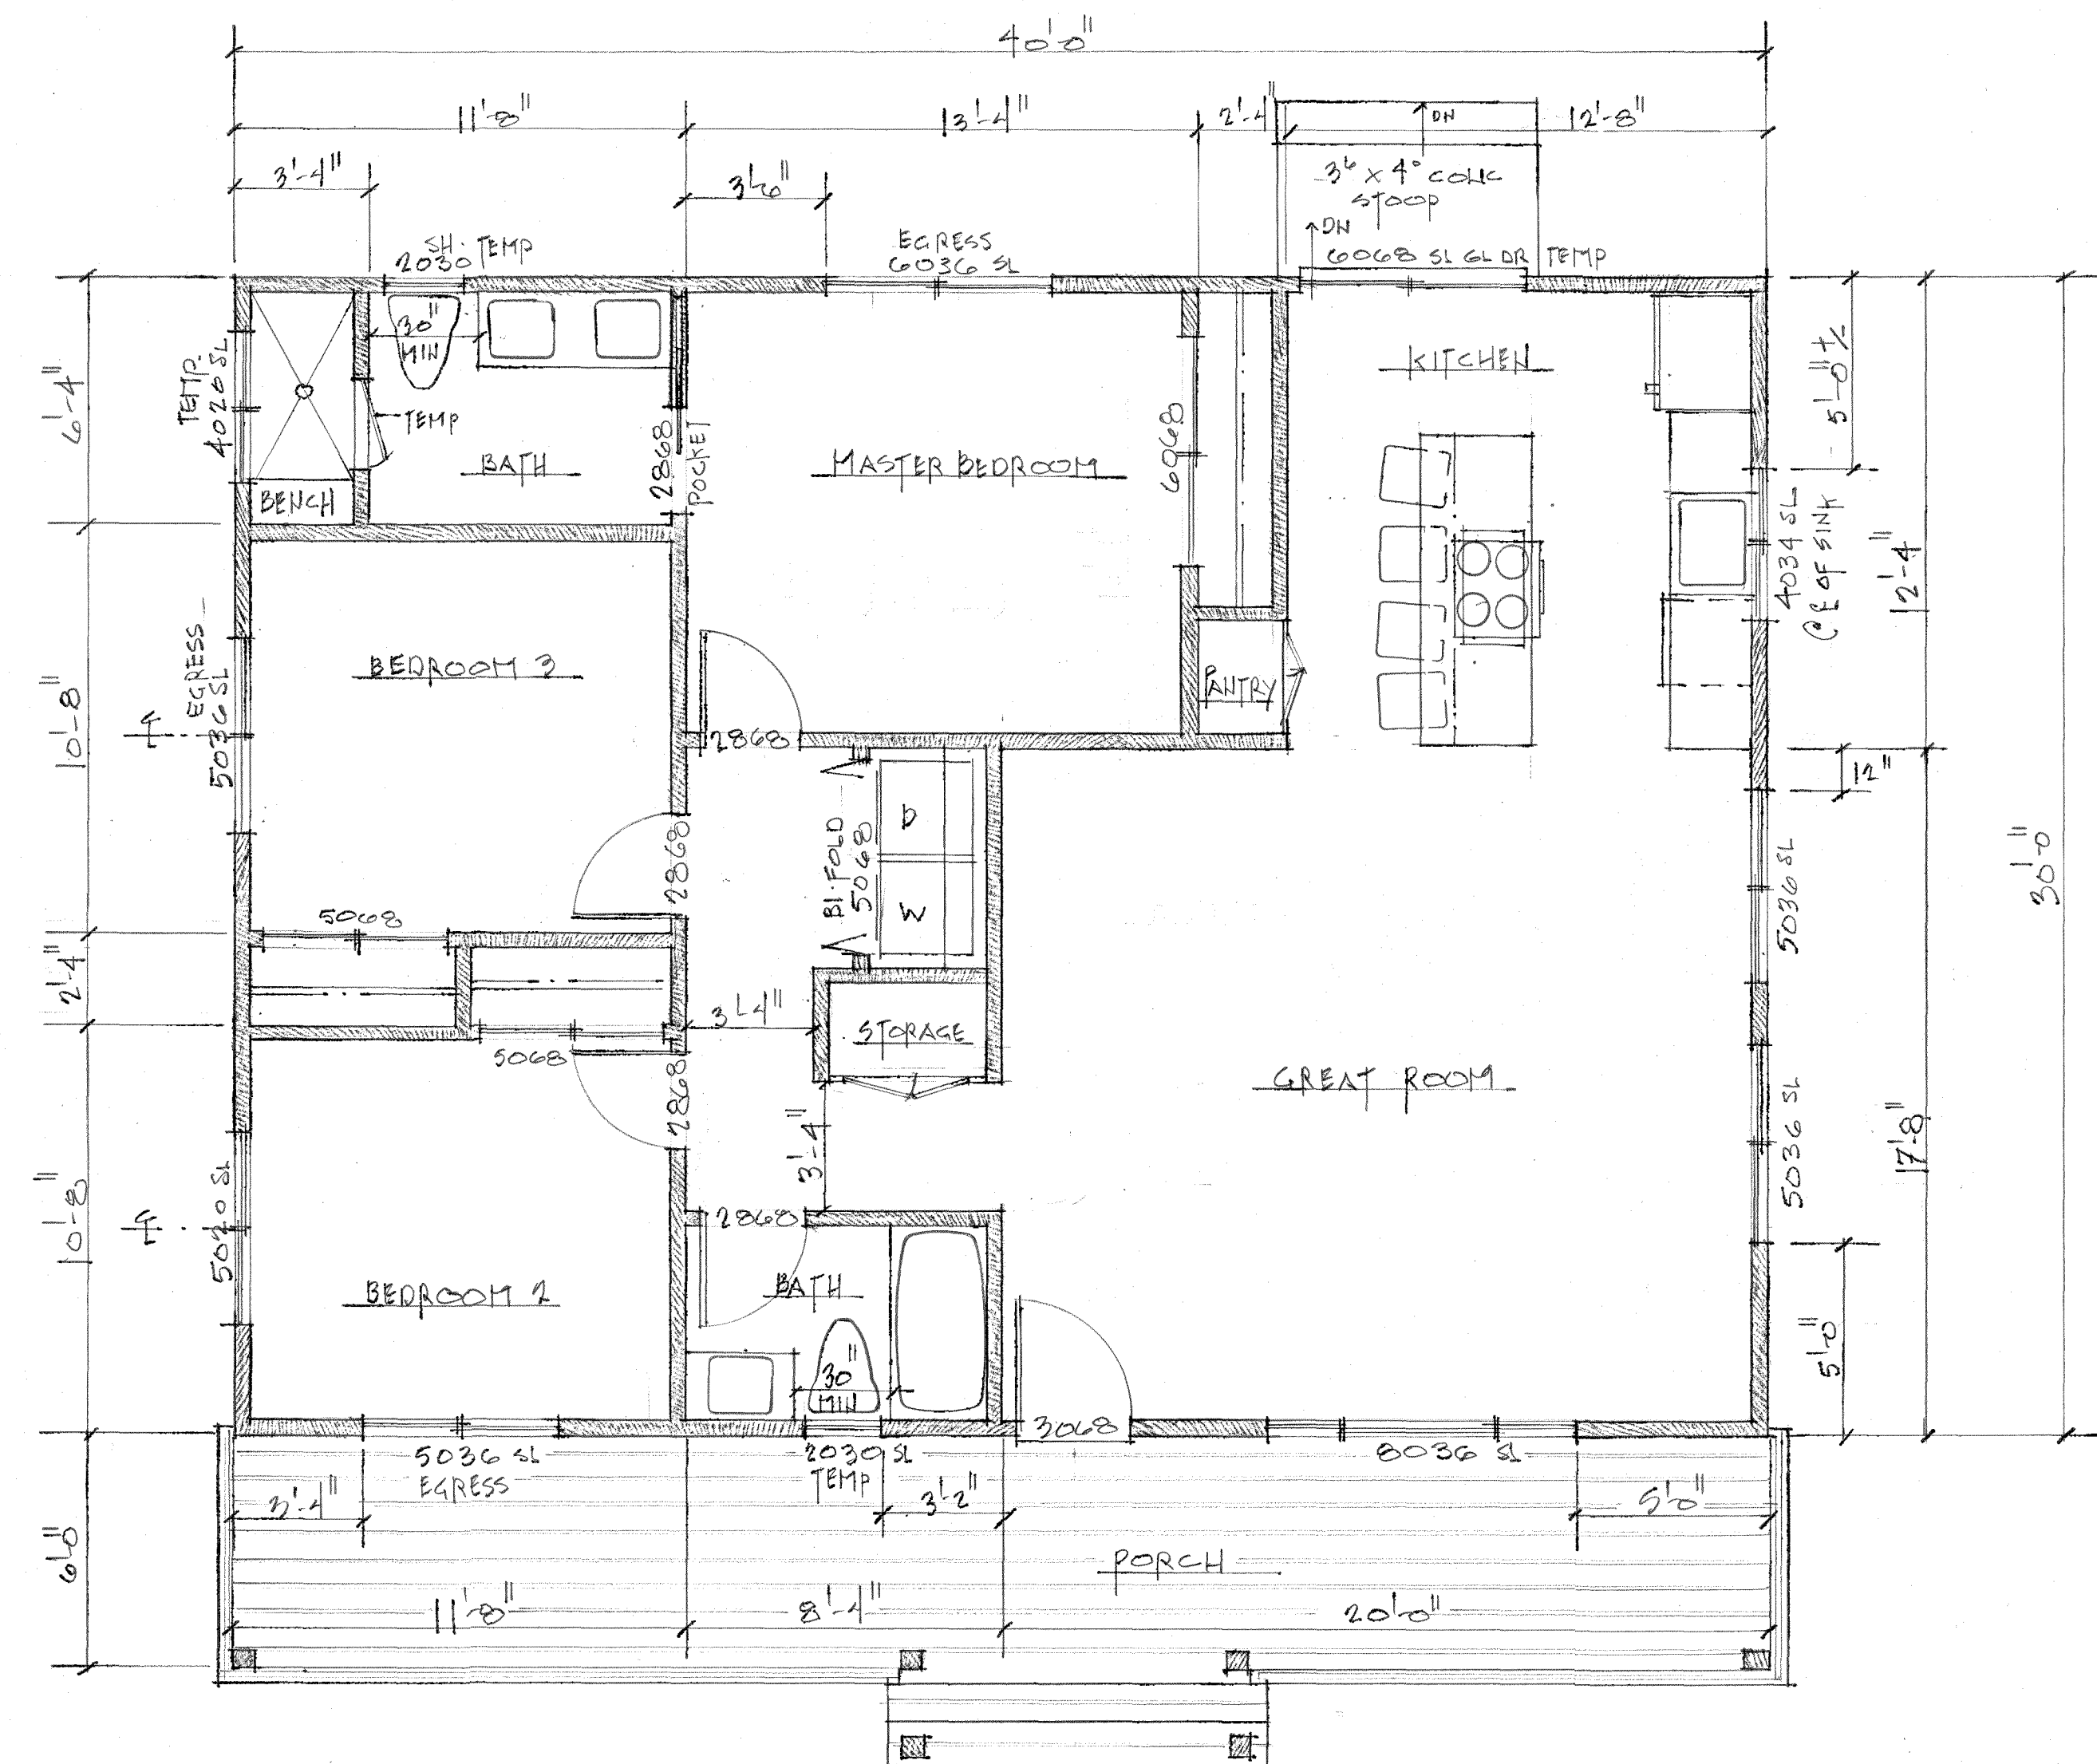 40'-0"
11'-8"
13'-4"
2'-4"
12'-8"
DN
3'-4"
3'-6"
3⁶ x 4⁰ CONC
STOOP
DN
SH. TEMP
2030
EGRESS
6036 SL
6068 SL GL DR TEMP
30"
MIN
TEMP.
4020 SL
TEMP
BENCH
BATH
2868
POCKET
MASTER BEDROOM
6068
KITCHEN
5'-0" +/-
6'-4"
4034 SL
@ ℄ OF SINK
12'-4"
EGRESS
5036 SL
BEDROOM 3
10'-8"
℄
2868
PANTRY
12"
30'-0"
BI-FOLD
5068
D
W
2868
5036 SL
5068
2'-4"
3'-4"
STORAGE
5068
2868
GREAT ROOM
5036 SL
17'-8"
3'-4"
10'-8"
℄
5020 SL
BEDROOM 2
2868
BATH
30"
MIN
5'-0"
3068
5036 SL
EGRESS
2030 SL
TEMP
8036 SL
3'-4"
3'-2"
5'-0"
6'-0"
PORCH
11'-8"
8'-4"
20'-0"